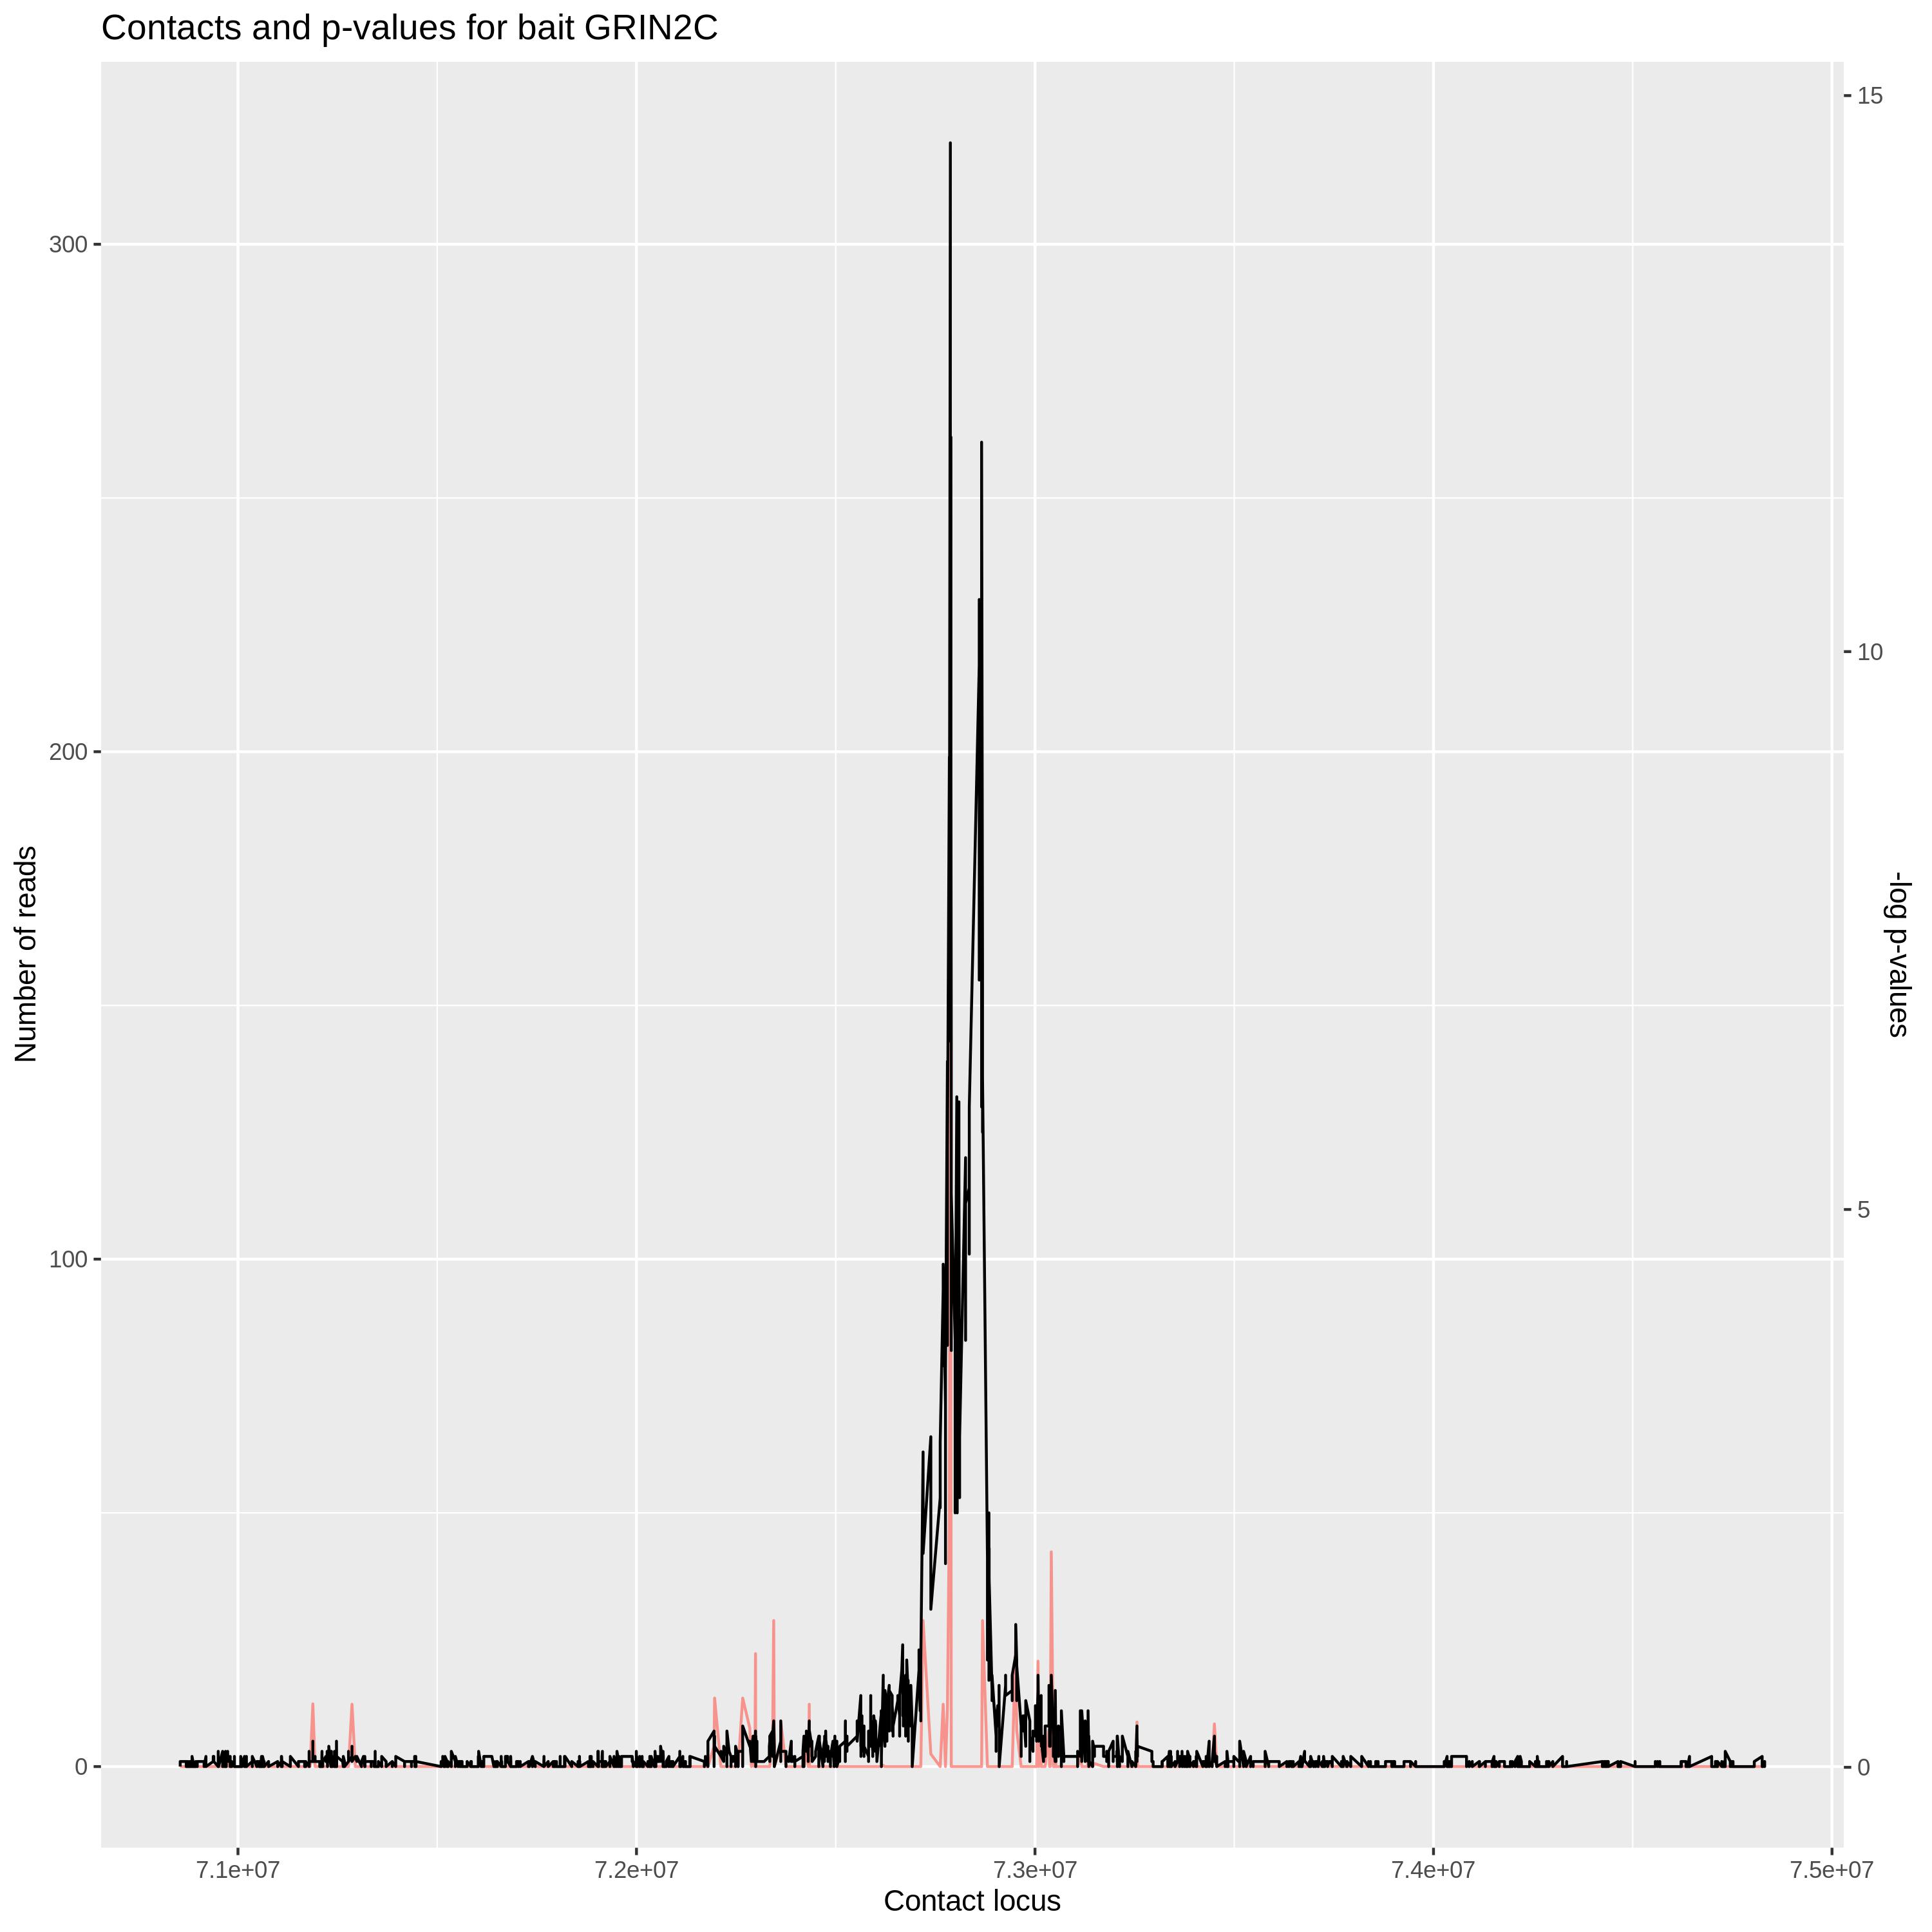 Contacts and p-values for bait GRIN2C
300
200
100
0
15
10
5
0
Number of reads
-log p-values
7.1e+07 7.2e+07 7.3e+07 7.4e+07 7.5e+07
Contact locus